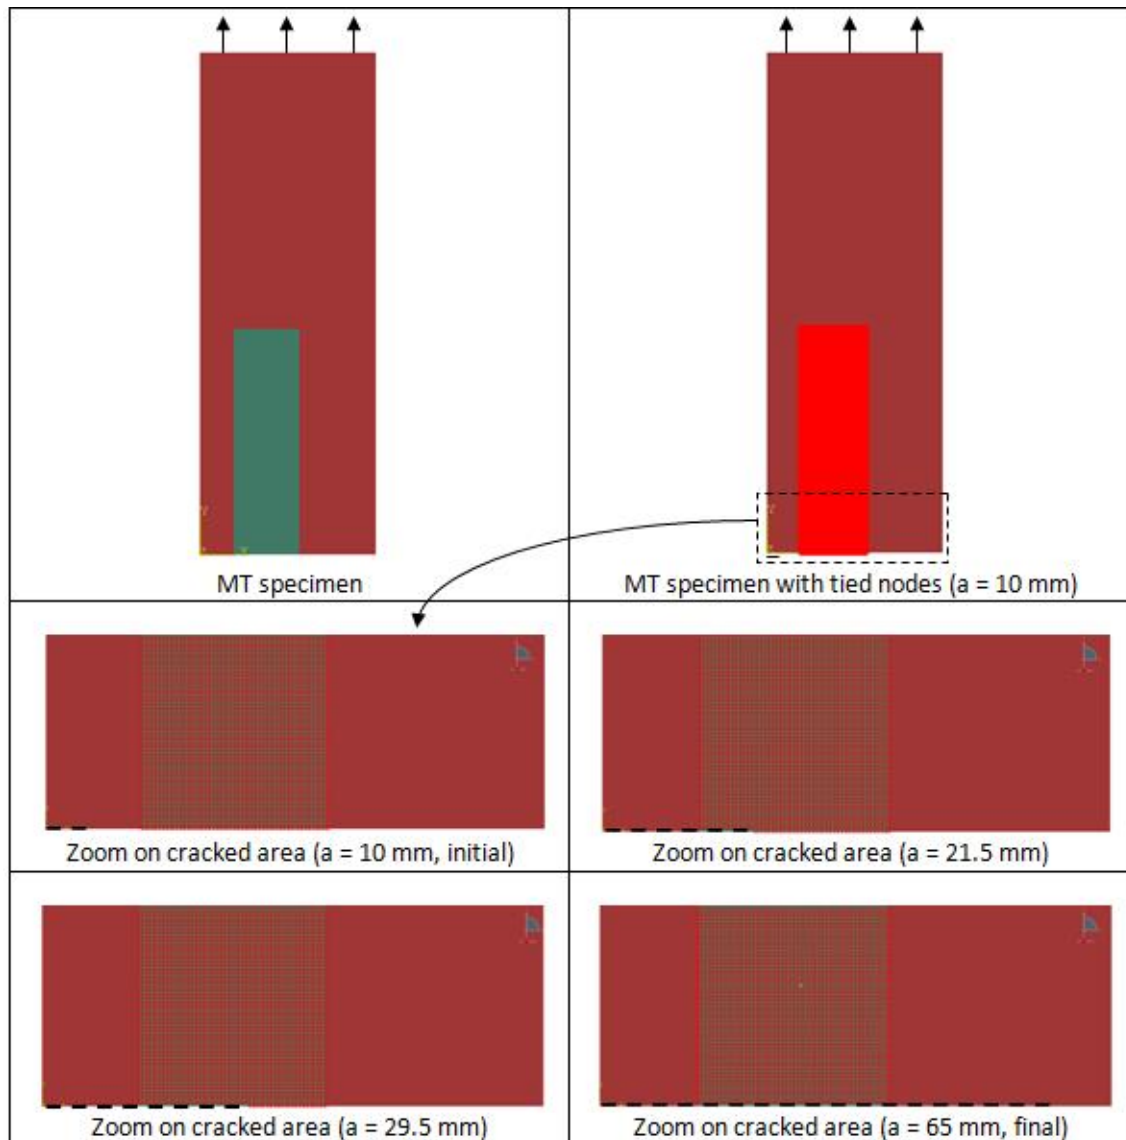 MT specimen
MT specimen with tied nodes (a = 10 mm)
Zoom on cracked area (a = 10 mm, initial)
Zoom on cracked area (a = 21.5 mm)
Zoom on cracked area (a = 29.5 mm)
Zoom on cracked area (a = 65 mm, final)